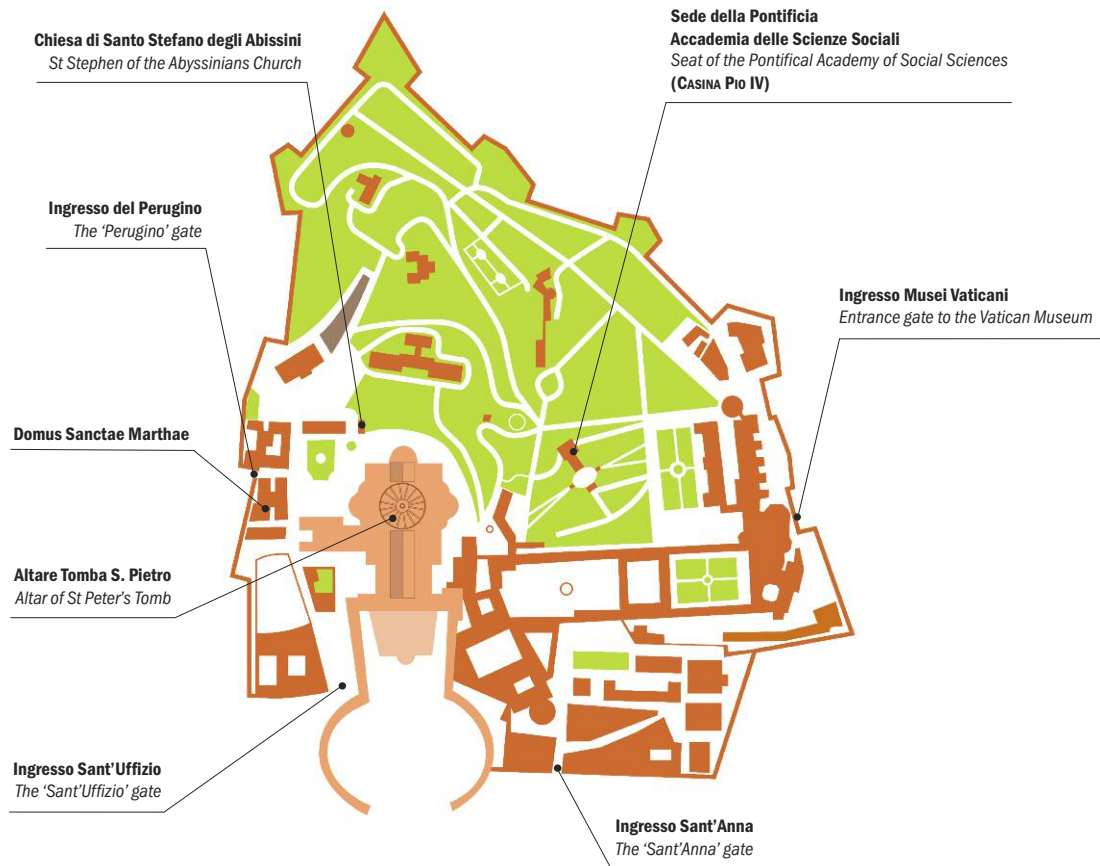 Chiesa di Santo Stefano degli Abissini
St Stephen of the Abyssinians Church
Sede della Pontificia
Accademia delle Scienze Sociali
Seat of the Pontifical Academy of Social Sciences
(CASINA PIO IV)
Ingresso del Perugino
The ‘Perugino’ gate
Ingresso Musei Vaticani
Entrance gate to the Vatican Museum
Domus Sanctae Marthae
Altare Tomba S. Pietro
Altar of St Peter’s Tomb
Ingresso Sant’Uffizio
The ‘Sant’Uffizio’ gate
Ingresso Sant’Anna
The ‘Sant’Anna’ gate